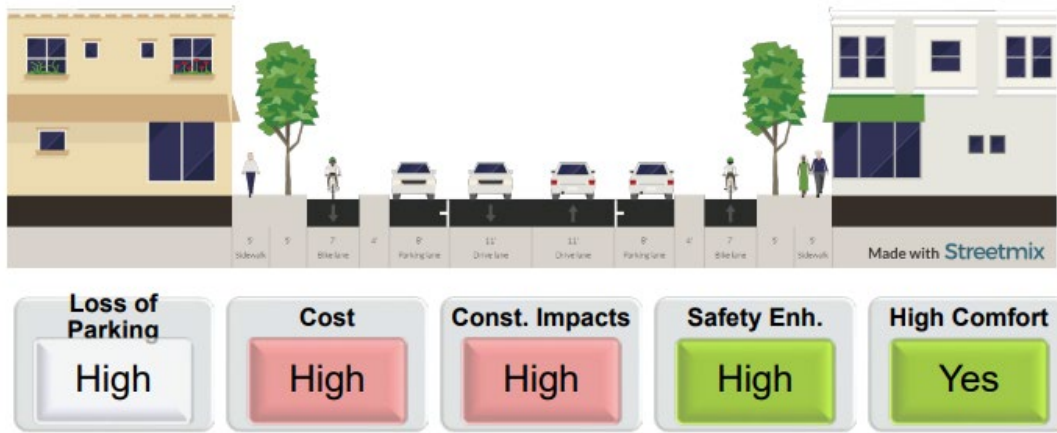 5' 5' 7' 4' 8' 11' 11' 8' 4' 7' 5' 5'
Sidewalk Bike lane Parking lane Drive lane Drive lane Parking lane Bike lane Sidewalk
Made with Streetmix
Loss of
Parking
High
Cost
High
Const. Impacts
High
Safety Enh.
High
High Comfort
Yes